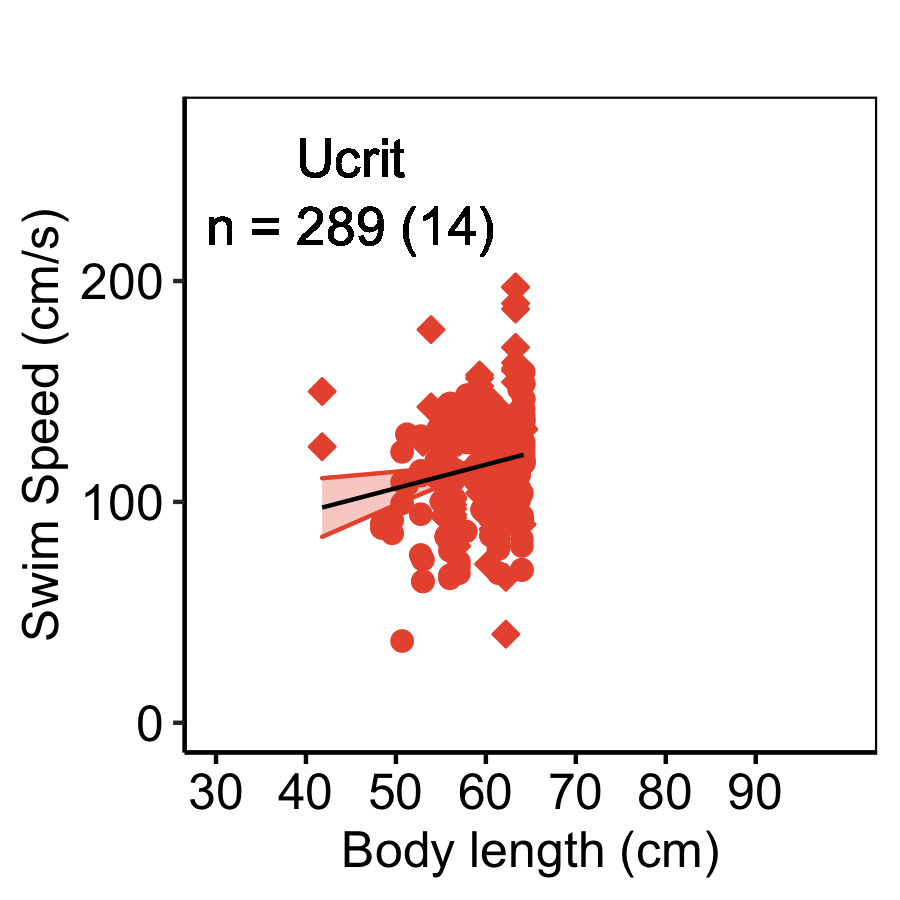 Ucrit
n = 289 (14)
Swim Speed (cm/s)
200
100
0
30 40 50 60 70 80 90
Body length (cm)